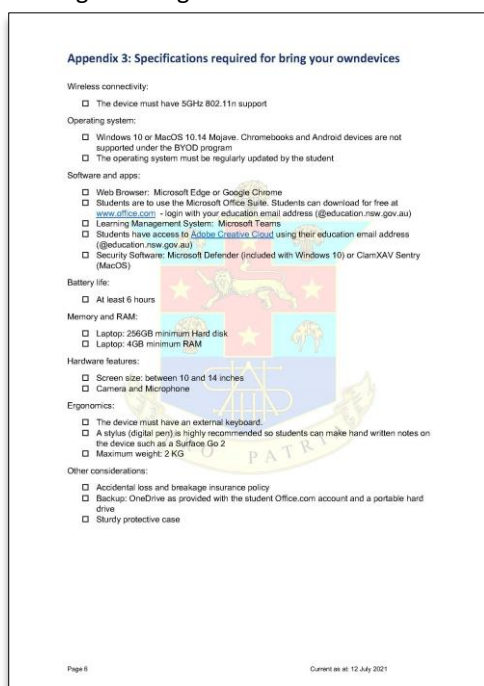 Appendix 3: Specifications required for bring your owndevices
Wireless connectivity:
☐ The device must have 5GHz 802.11n support
Operating system:
☐ Windows 10 or MacOS 10.14 Mojave. Chromebooks and Android devices are not
supported under the BYOD program
☐ The operating system must be regularly updated by the student
Software and apps:
☐ Web Browser: Microsoft Edge or Google Chrome
☐ Students are to use the Microsoft Office Suite. Students can download for free at
www.office.com - login with your education email address (@education.nsw.gov.au)
☐ Learning Management System: Microsoft Teams
☐ Students have access to Adobe Creative Cloud using their education email address
(@education.nsw.gov.au)
☐ Security Software: Microsoft Defender (included with Windows 10) or ClamXAV Sentry
(MacOS)
Battery life:
☐ At least 6 hours
Memory and RAM:
☐ Laptop: 256GB minimum Hard disk
☐ Laptop: 4GB minimum RAM
Hardware features:
☐ Screen size: between 10 and 14 inches
☐ Camera and Microphone
Ergonomics:
☐ The device must have an external keyboard.
☐ A stylus (digital pen) is highly recommended so students can make hand written notes on
the device such as a Surface Go 2
☐ Maximum weight: 2 KG
Other considerations:
☐ Accidental loss and breakage insurance policy
☐ Backup: OneDrive as provided with the student Office.com account and a portable hard
drive
☐ Sturdy protective case
Page 6
Current as at: 12 July 2021